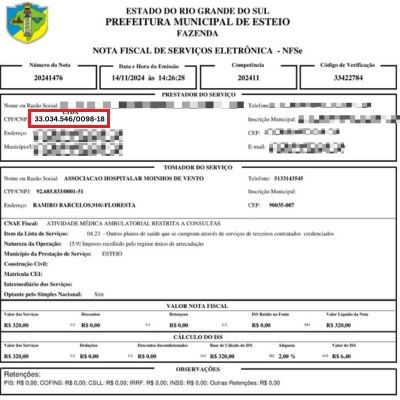 ESTADO DO RIO GRANDE DO SUL
PREFEITURA MUNICIPAL DE ESTEIO
FAZENDA
NOTA FISCAL DE SERVIÇOS ELETRÔNICA - NFSe
Número da Nota Data e Hora da Emissão Competência Código de Verificação
20241476 14/11/2024 às 14:26:28 202411 33422784
PRESTADOR DO SERVIÇO
Nome ou Razão Social: Telefone:
LTDA
CPF/CNPJ: 33.034.546/0098-18 Inscrição Municipal:
Endereço: CEP:
Município/U E-mail:
TOMADOR DO SERVIÇO
Nome ou Razão Social: ASSOCIACAO HOSPITALAR MOINHOS DE VENTO Telefone: 5133143545
CPF/CNPJ: 92.685.833/0001-51 Inscrição Municipal:
Endereço: RAMIRO BARCELOS,910/-FLORESTA CEP: 90035-007
CNAE Fiscal: ATIVIDADE MÉDICA AMBULATORIAL RESTRITA A CONSULTAS
Item da Lista de Serviços: 04.23 - Outros planos de saúde que se cumpram através de serviços de terceiros contratados credenciados
Natureza da Operação: [5.9] Imposto recolhido pelo regime único de arrecadação
Município da Prestação de Serviço: ESTEIO
Construção Civil:
Matrícula CEI:
Intermediário dos Serviços:
Optante pelo Simples Nacional: Sim
VALOR NOTA FISCAL
Valor dos Serviços Descontos Retenções ISS Retido na Fonte Valor Líquido da Nota
R$ 320,00 (-) R$ 0,00 (-) R$ 0,00 (-) R$ 0,00 (=) R$ 320,00
CÁLCULO DO ISS
Valor dos Serviços Deduções Descontos Incondicionados Base de Cálculo do ISS Alíquota Valor do ISS
R$ 320,00 (-) R$ 0,00 (-) R$ 0,00 (=) R$ 320,00 (x) 2,00 % (=) R$ 6,40
OBSERVAÇÕES
Retenções:
PIS: R$ 0,00; COFINS: R$ 0,00; CSLL: R$ 0,00; IRRF: R$ 0,00; INSS: R$ 0,00; Outras Retenções: R$ 0,00